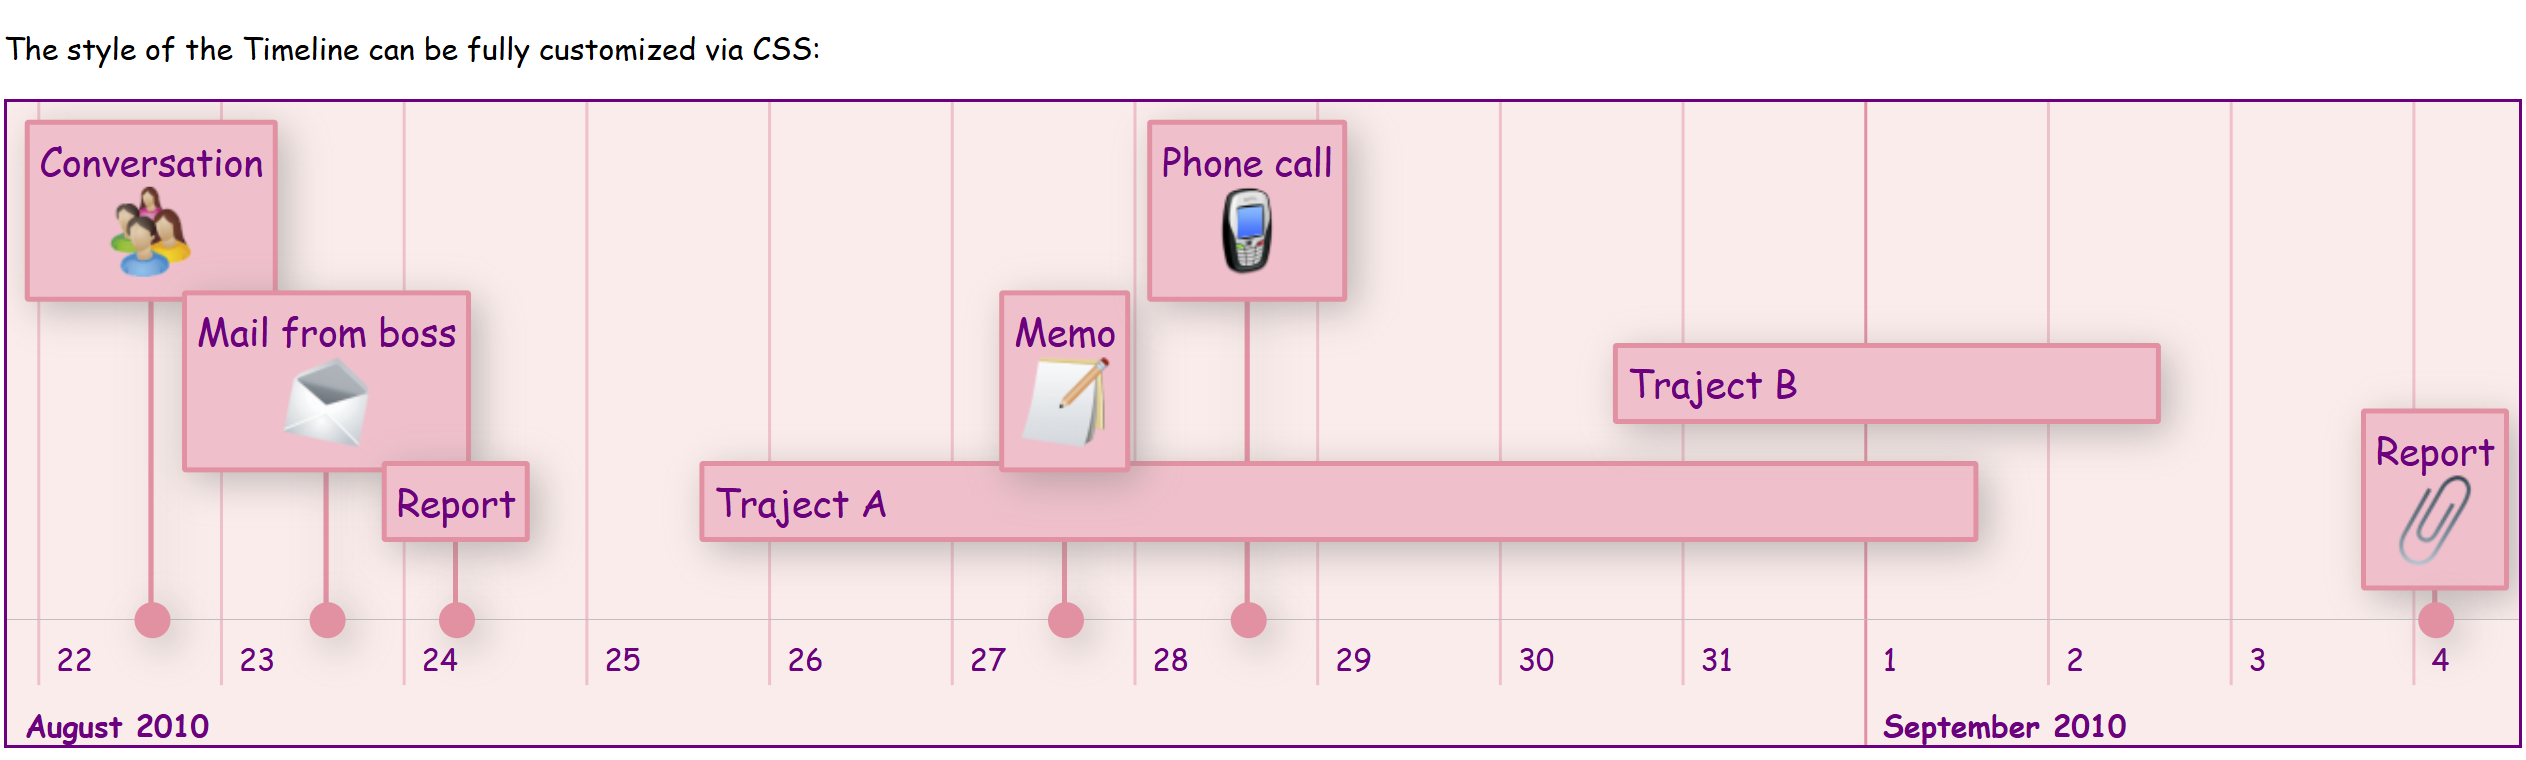 The style of the Timeline can be fully customized via CSS:
Conversation
Phone call
Mail from boss
Memo
Traject B
Report
Report
Traject A
22 23 24 25 26 27 28 29 30 31 1 2 3 4
August 2010 September 2010